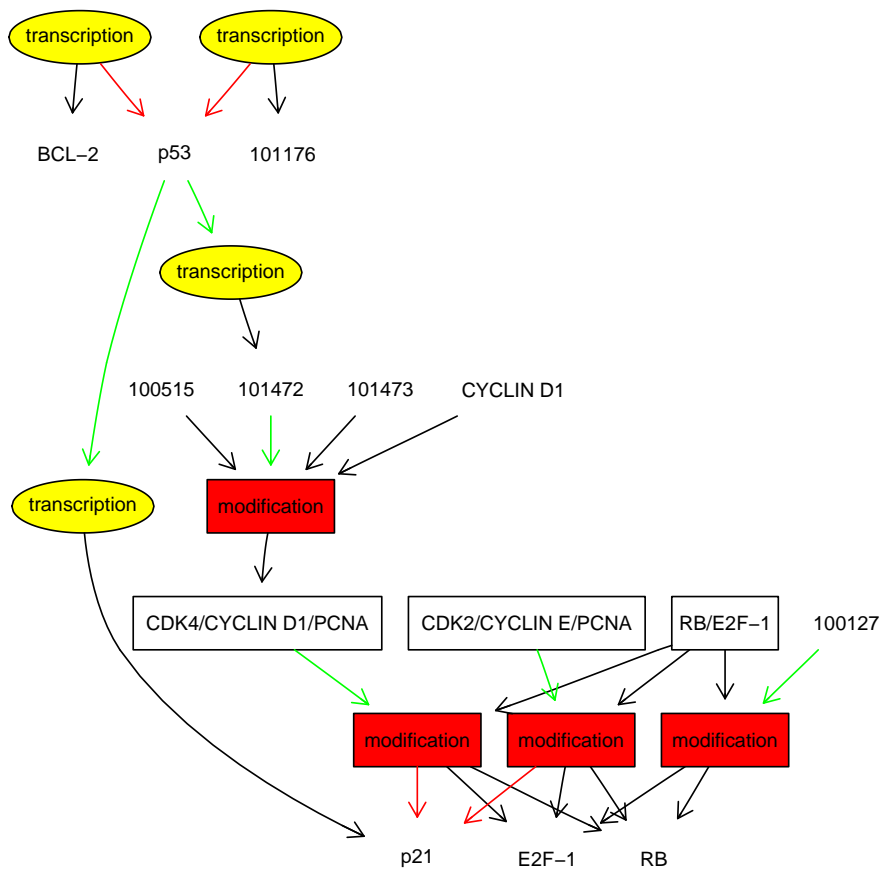 transcription
transcription
BCL−2
p53
101176
transcription
100515
101472
101473
CYCLIN D1
transcription
modification
CDK4/CYCLIN D1/PCNA
CDK2/CYCLIN E/PCNA
RB/E2F−1
100127
modification
modification
modification
p21
E2F−1
RB